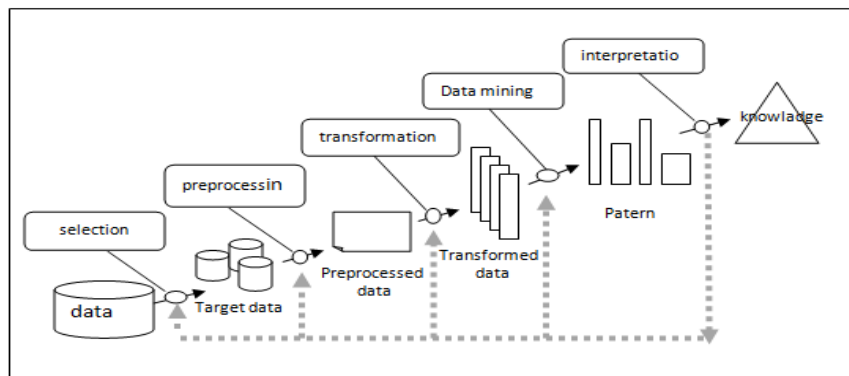 interpretatio
Data mining
knowladge
transformation
preprocessin
Patern
selection
Transformed
data
Preprocessed
data
Target data
data